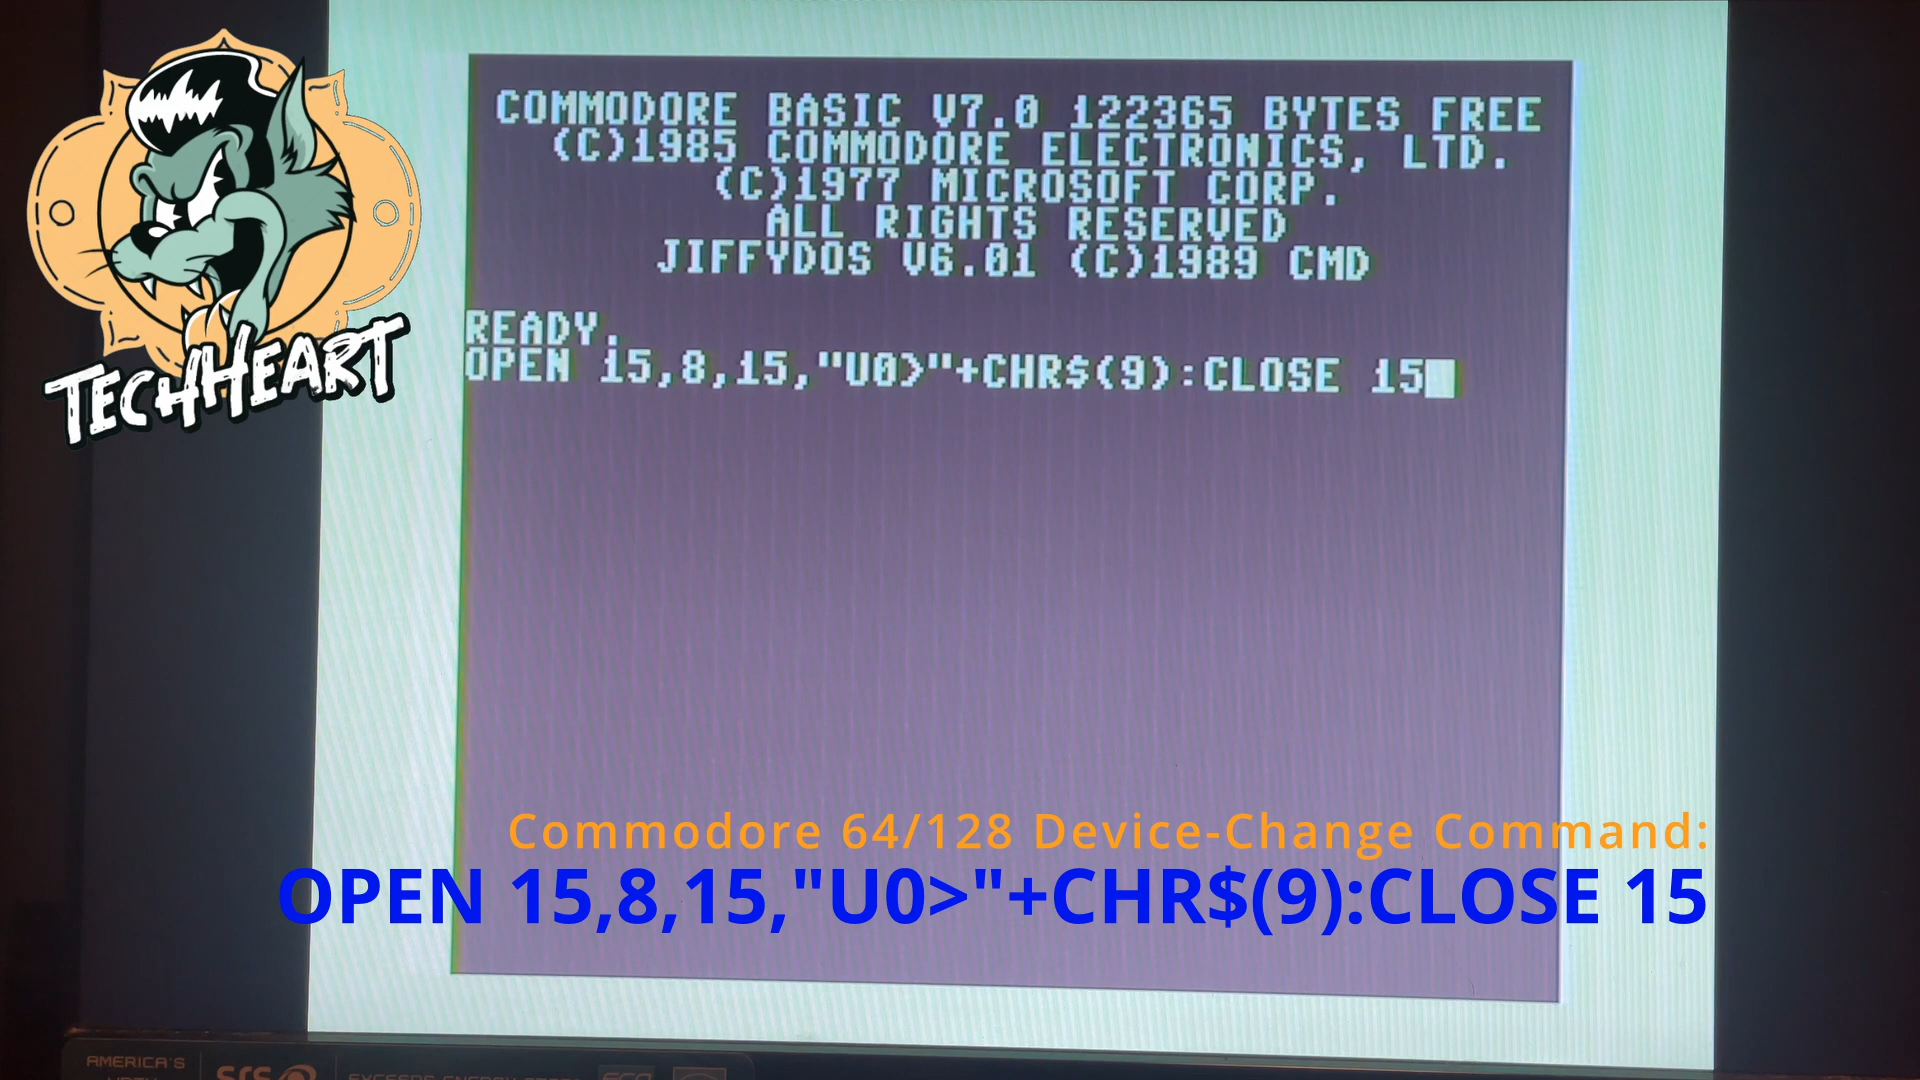 TECHHEART
COMMODORE BASIC V7.0 122365 BYTES FREE
(C)1985 COMMODORE ELECTRONICS, LTD.
(C)1977 MICROSOFT CORP.
ALL RIGHTS RESERVED
JIFFYDOS V6.01 (C)1989 CMD
READY.
OPEN 15,8,15,"U0>"+CHR$(9):CLOSE 15
Commodore 64/128 Device-Change Command:
OPEN 15,8,15,"U0>"+CHR$(9):CLOSE 15
AMERICA'S
SRS